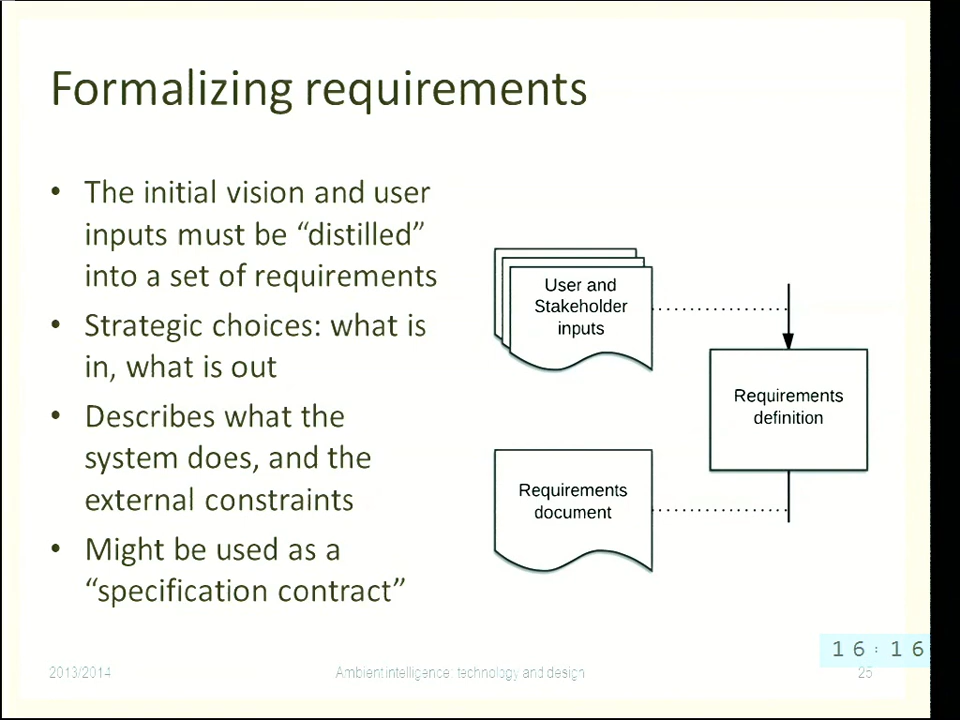 Formalizing requirements
• The initial vision and user
inputs must be “distilled”
into a set of requirements
• Strategic choices: what is
in, what is out
• Describes what the
system does, and the
external constraints
• Might be used as a
“specification contract”
User and
Stakeholder
inputs
Requirements
definition
Requirements
document
16:16
2013/2014
Ambient intelligence: technology and design
25